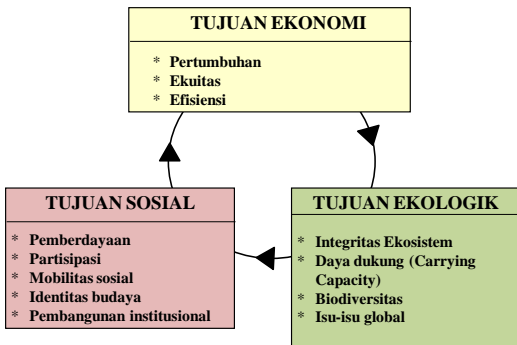 TUJUAN EKONOMI
* Pertumbuhan
* Ekuitas
* Efisiensi
TUJUAN SOSIAL
* Pemberdayaan
* Partisipasi
* Mobilitas sosial
* Identitas budaya
* Pembangunan institusional
TUJUAN EKOLOGIK
* Integritas Ekosistem
* Daya dukung (Carrying
Capacity)
* Biodiversitas
* Isu-isu global